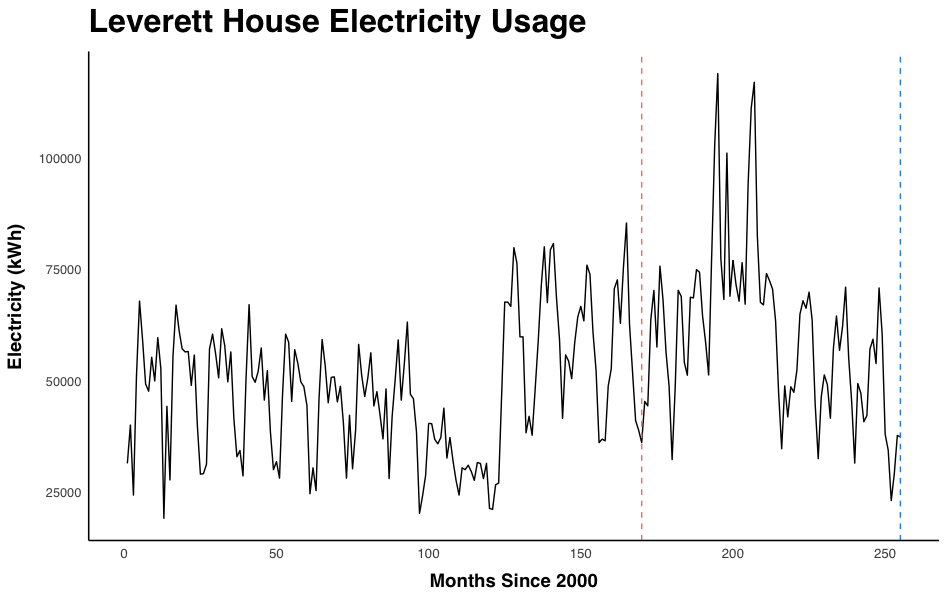 Leverett House Electricity Usage
Electricity (kWh)
100000
75000
50000
25000
0 50 100 150 200 250
Months Since 2000